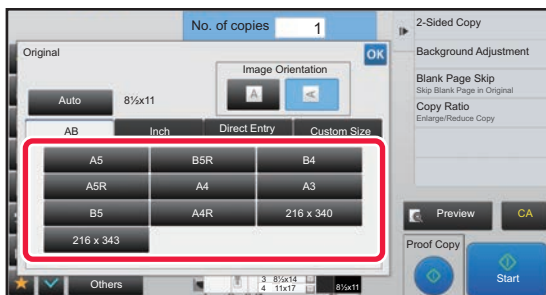 No. of copies 1
Original
OK
Image Orientation
A A
Auto 8½x11
AB Inch Direct Entry Custom Size
A5 B5R B4
A5R A4 A3
B5 A4R 216 x 340
216 x 343
Others
3 8½x14
4 11x17
8½x11
2-Sided Copy
Background Adjustment
Blank Page Skip
Skip Blank Page in Original
Copy Ratio
Enlarge/Reduce Copy
Preview CA
Proof Copy
Start